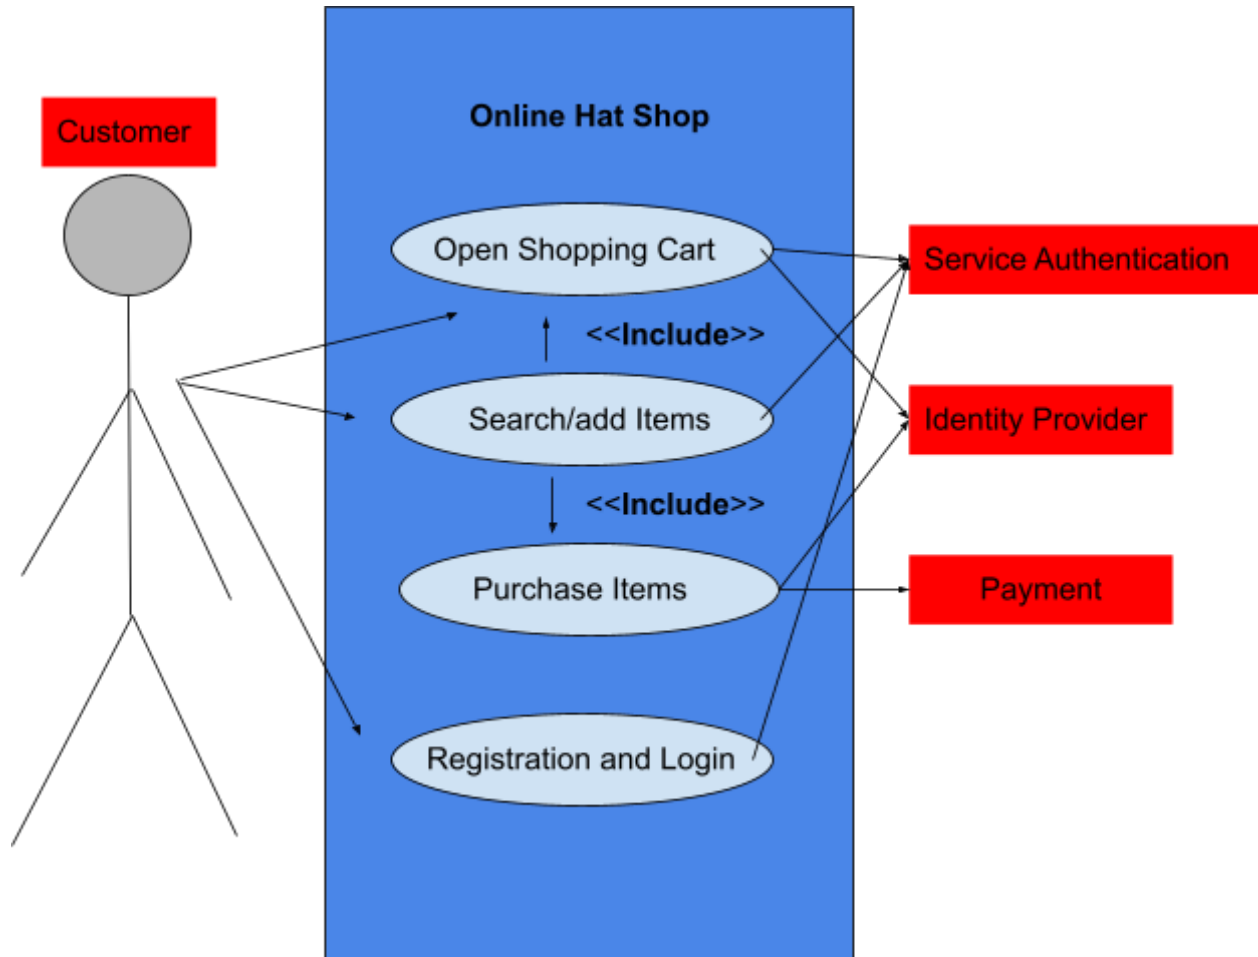 Customer
Online Hat Shop
Open Shopping Cart
<<Include>>
Search/add Items
<<Include>>
Purchase Items
Registration and Login
Service Authentication
Identity Provider
Payment